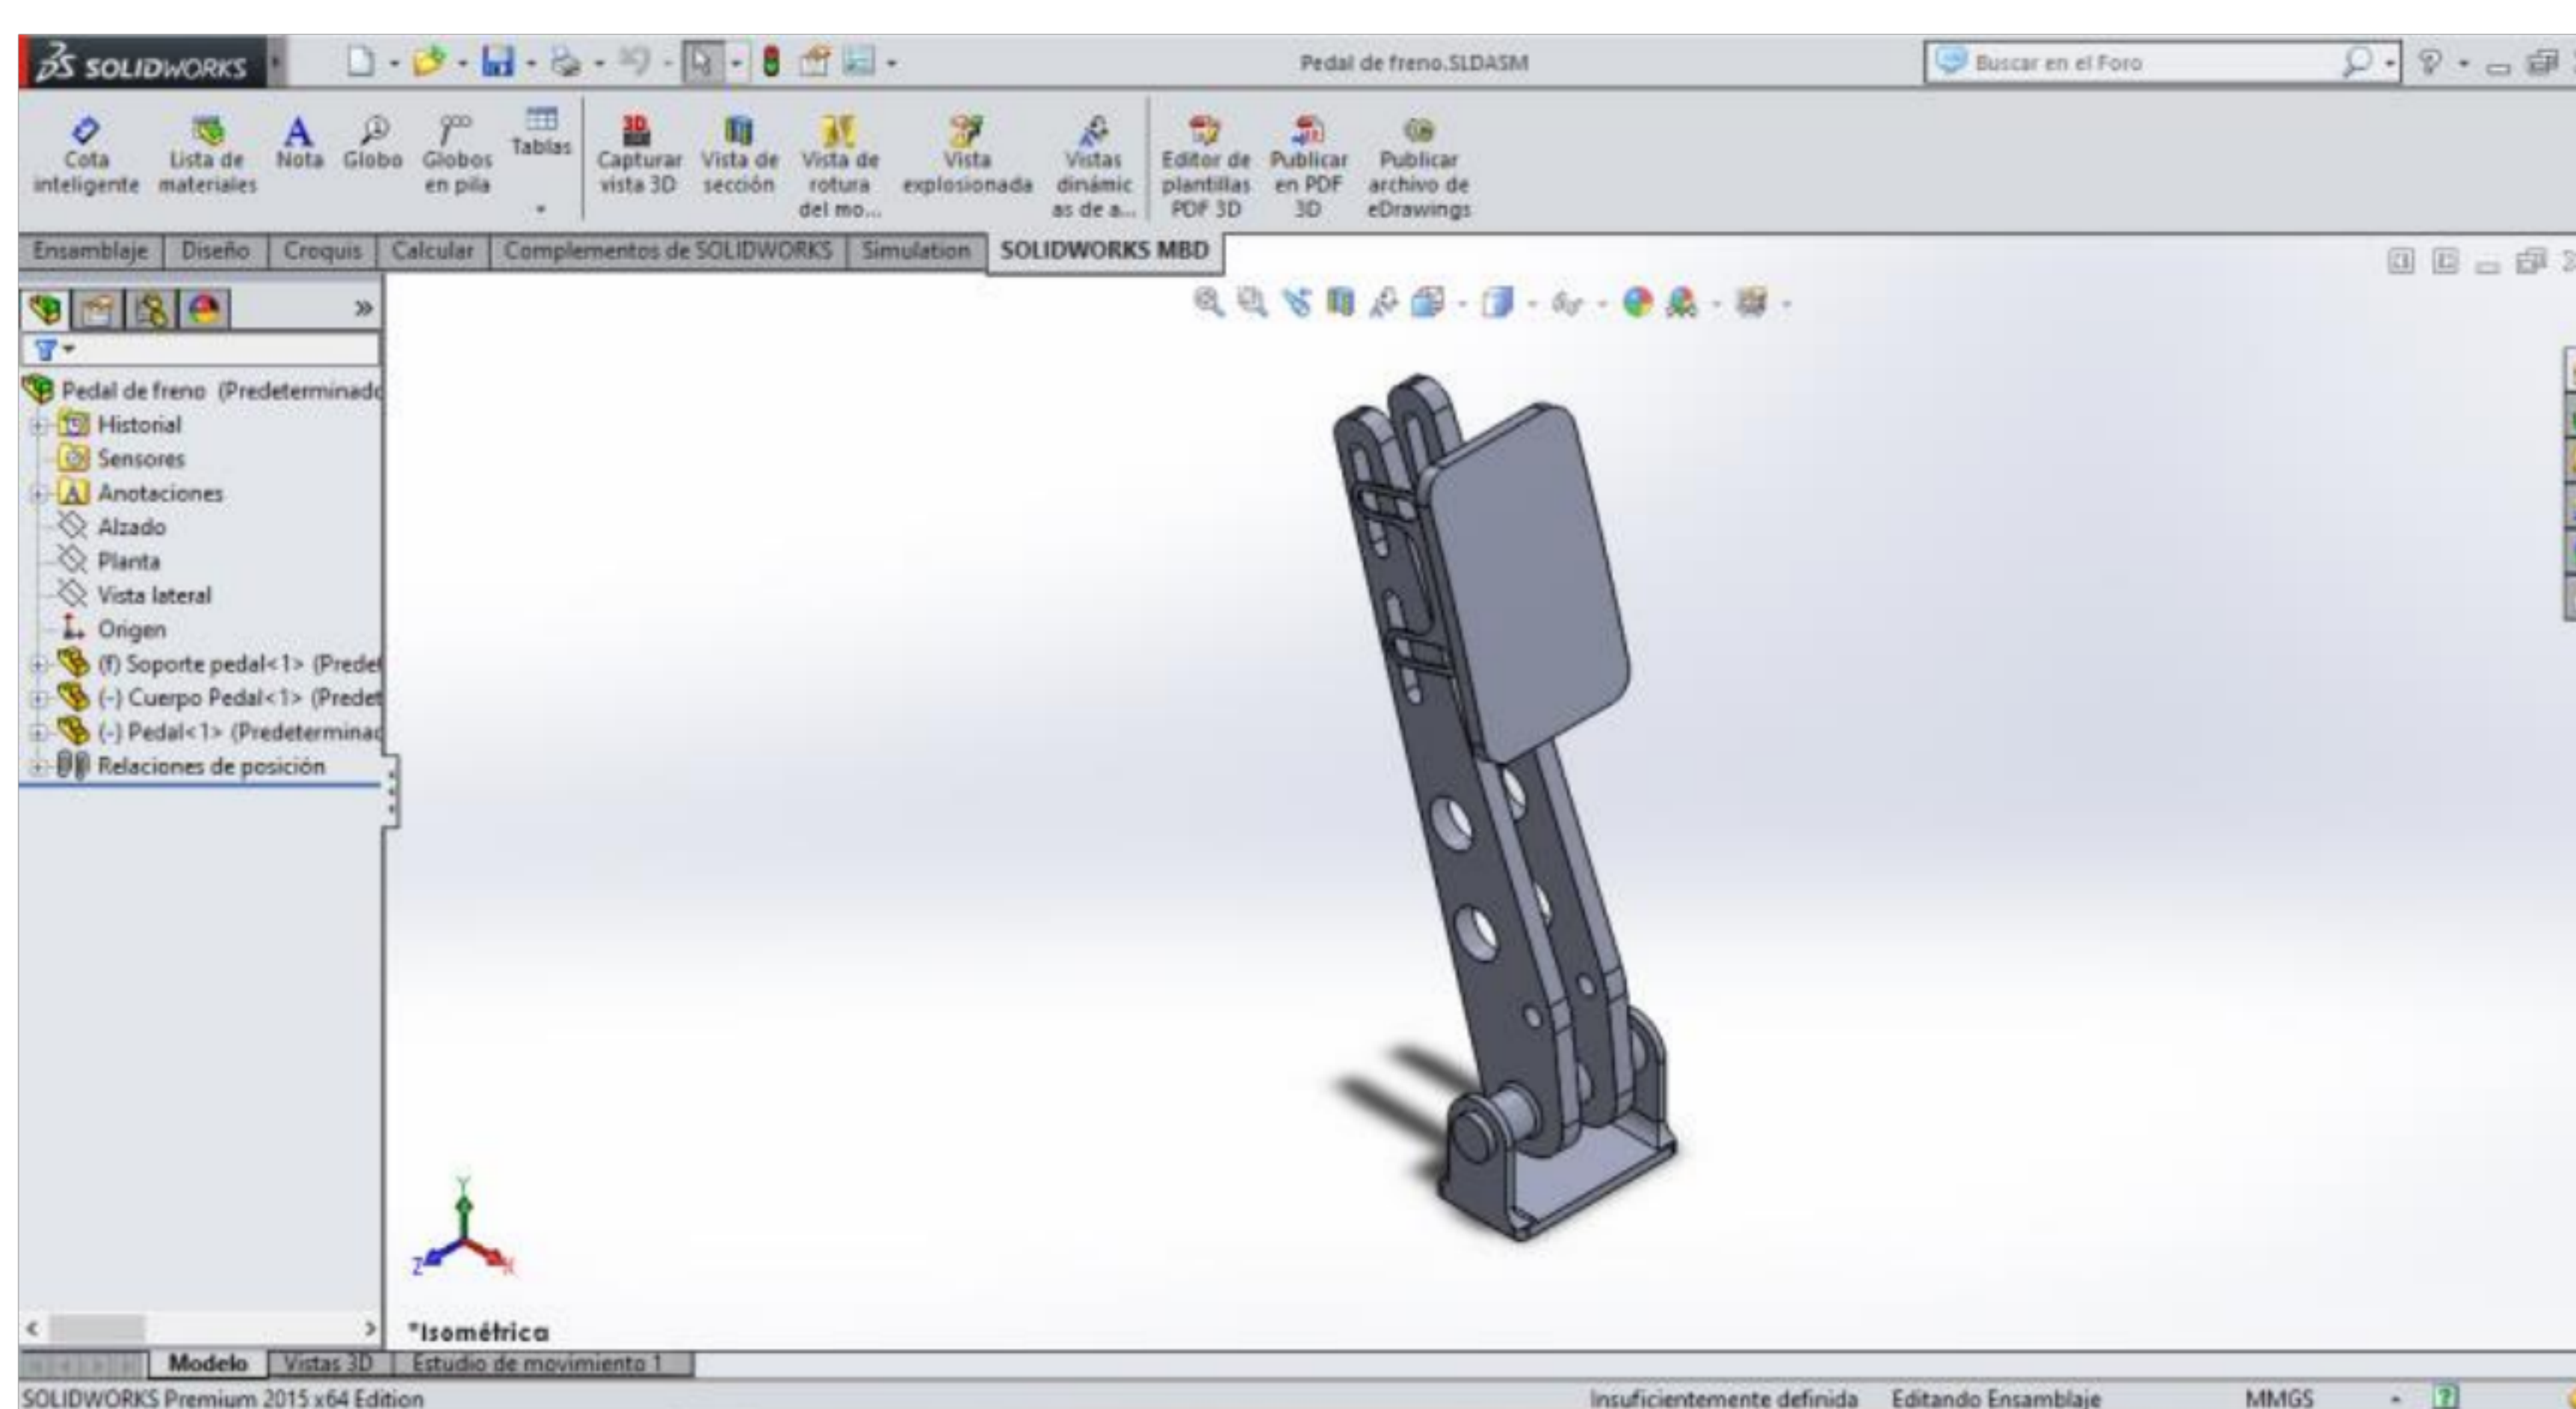 SOLIDWORKS
Pedal de freno.SLDASM
Buscar en el Foro
Cota inteligente
Lista de materiales
Nota
Globo
Globos en pila
Tablas
3D
Capturar vista 3D
Vista de sección
Vista de rotura del mo...
Vista explosionada
Vistas dinámic as de a...
Editor de plantillas PDF 3D
Publicar en PDF 3D
Publicar archivo de eDrawings
Ensamblaje
Diseño
Croquis
Calcular
Complementos de SOLIDWORKS
Simulation
SOLIDWORKS MBD
Pedal de freno (Predeterminado
Historial
Sensores
Anotaciones
Alzado
Planta
Vista lateral
Origen
(f) Soporte pedal<1> (Predet
(-) Cuerpo Pedal<1> (Predet
(-) Pedal<1> (Predeterminac
Relaciones de posición
Y
Z
X
*Isométrica
Modelo
Vistas 3D
Estudio de movimiento 1
SOLIDWORKS Premium 2015 x64 Edition
Insuficientemente definida
Editando Ensamblaje
MMGS